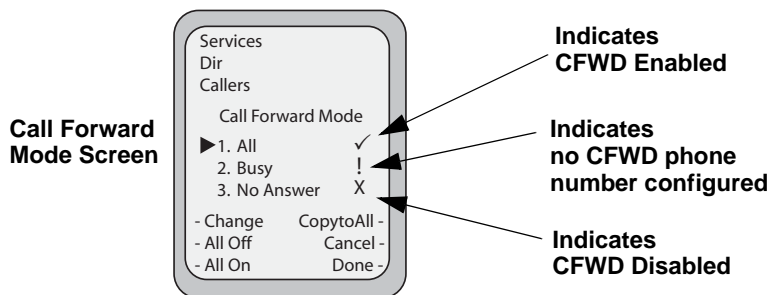 Call Forward
Mode Screen
Services
Dir
Callers
Call Forward Mode
▶1. All ✓
2. Busy !
3. No Answer X
- Change CopytoAll -
- All Off Cancel -
- All On Done -
Indicates
CFWD Enabled
Indicates
no CFWD phone
number configured
Indicates
CFWD Disabled